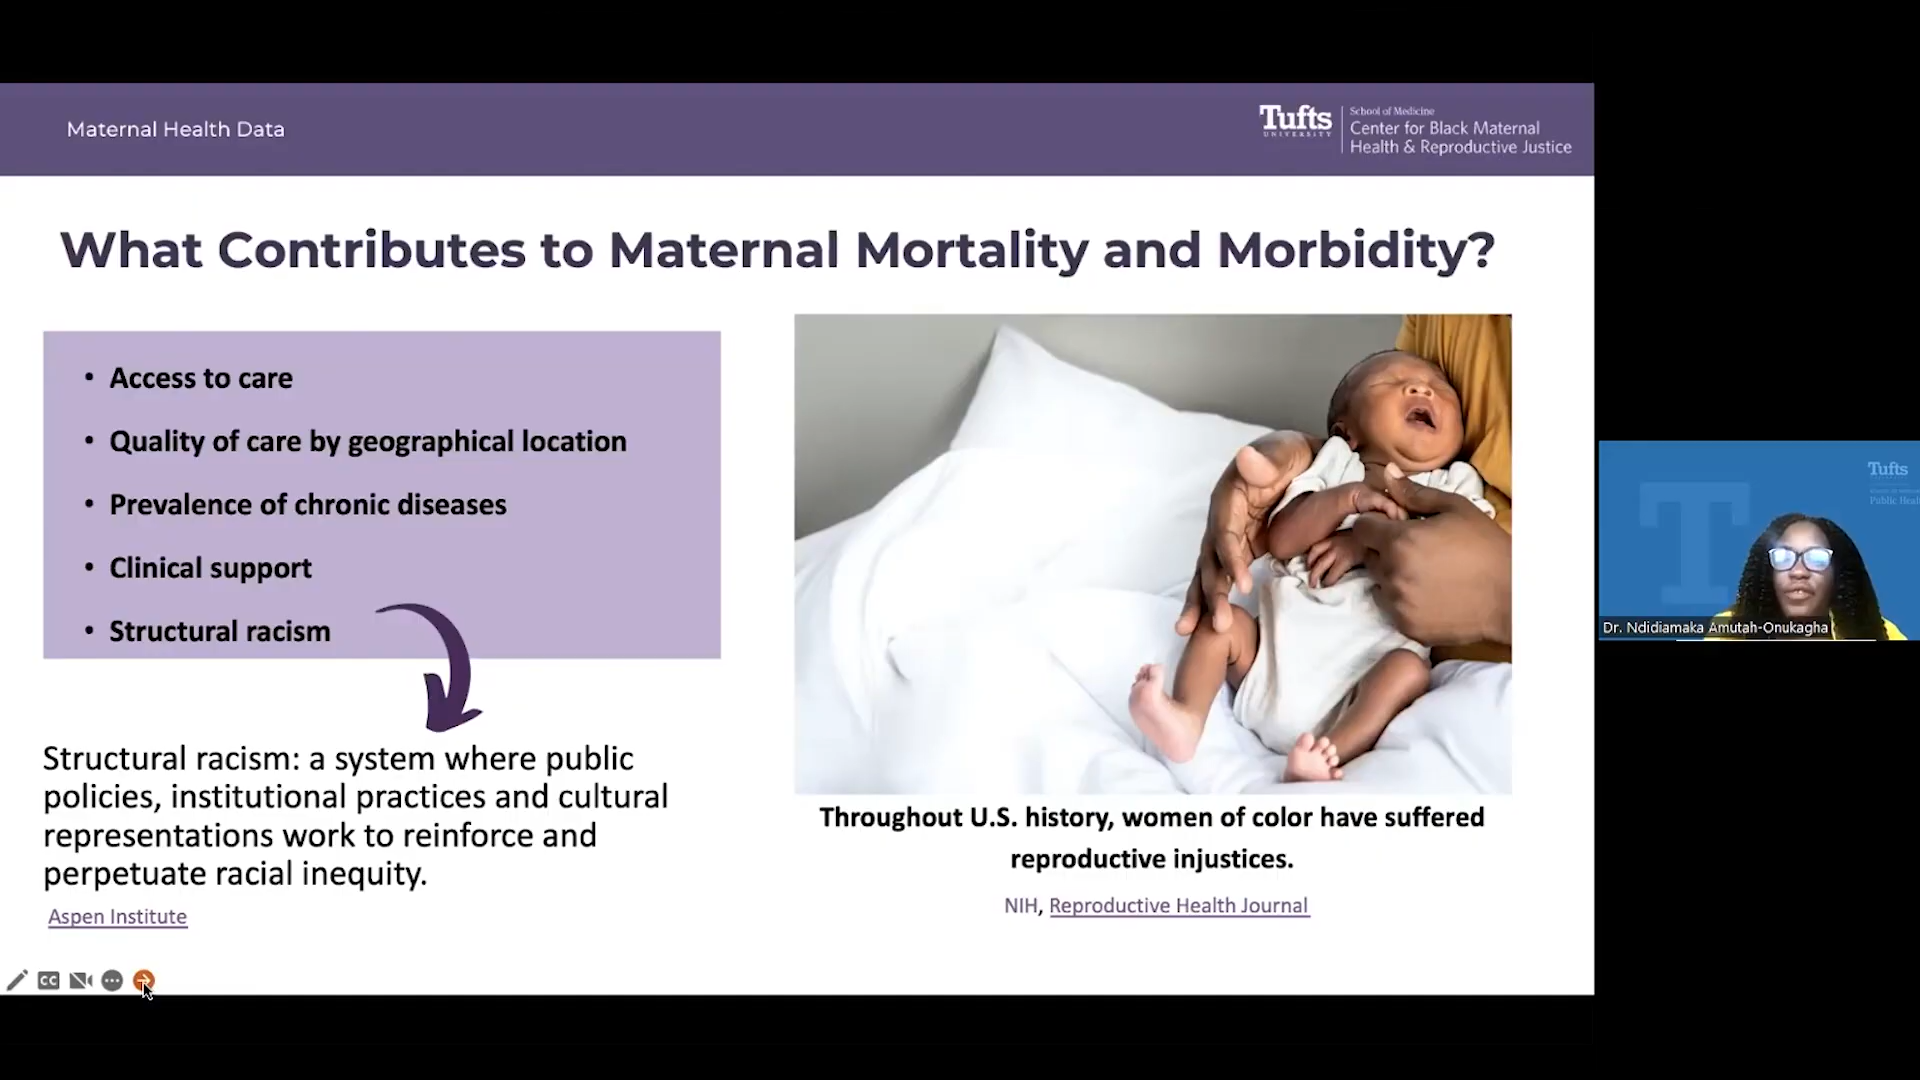 Maternal Health Data
Tufts
UNIVERSITY
School of Medicine
Center for Black Maternal
Health & Reproductive Justice
What Contributes to Maternal Mortality and Morbidity?
• Access to care
• Quality of care by geographical location
• Prevalence of chronic diseases
• Clinical support
• Structural racism
Structural racism: a system where public
policies, institutional practices and cultural
representations work to reinforce and
perpetuate racial inequity.
Aspen Institute
Throughout U.S. history, women of color have suffered
reproductive injustices.
NIH, Reproductive Health Journal
CC
T
Tufts
Public Heal
Dr. Ndidiamaka Amutah-Onukagha